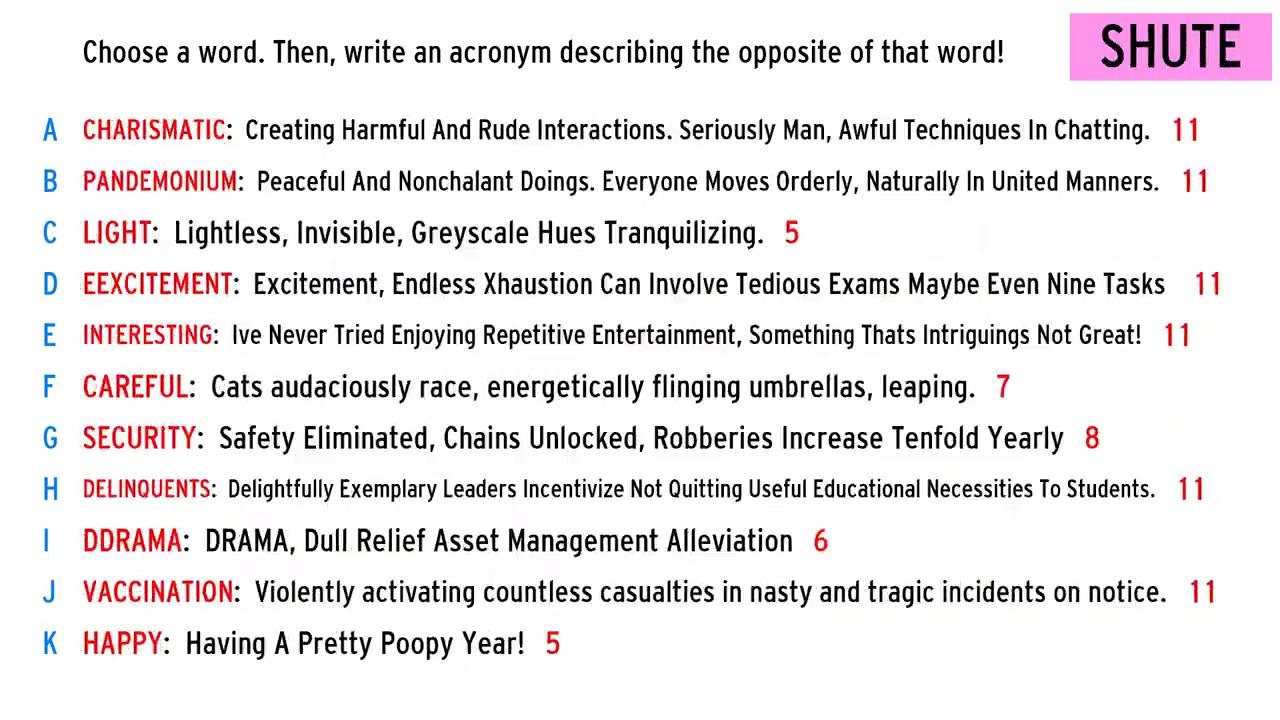 Choose a word. Then, write an acronym describing the opposite of that word!
SHUTE
A CHARISMATIC: Creating Harmful And Rude Interactions. Seriously Man, Awful Techniques In Chatting. 11
B PANDEMONIUM: Peaceful And Nonchalant Doings. Everyone Moves Orderly, Naturally In United Manners. 11
C LIGHT: Lightless, Invisible, Greyscale Hues Tranquilizing. 5
D EEXCITEMENT: Excitement, Endless Xhaustion Can Involve Tedious Exams Maybe Even Nine Tasks 11
E INTERESTING: Ive Never Tried Enjoying Repetitive Entertainment, Something Thats Intriguings Not Great! 11
F CAREFUL: Cats audaciously race, energetically flinging umbrellas, leaping. 7
G SECURITY: Safety Eliminated, Chains Unlocked, Robberies Increase Tenfold Yearly 8
H DELINQUENTS: Delightfully Exemplary Leaders Incentivize Not Quitting Useful Educational Necessities To Students. 11
I DDRAMA: DRAMA, Dull Relief Asset Management Alleviation 6
J VACCINATION: Violently activating countless casualties in nasty and tragic incidents on notice. 11
K HAPPY: Having A Pretty Poopy Year! 5